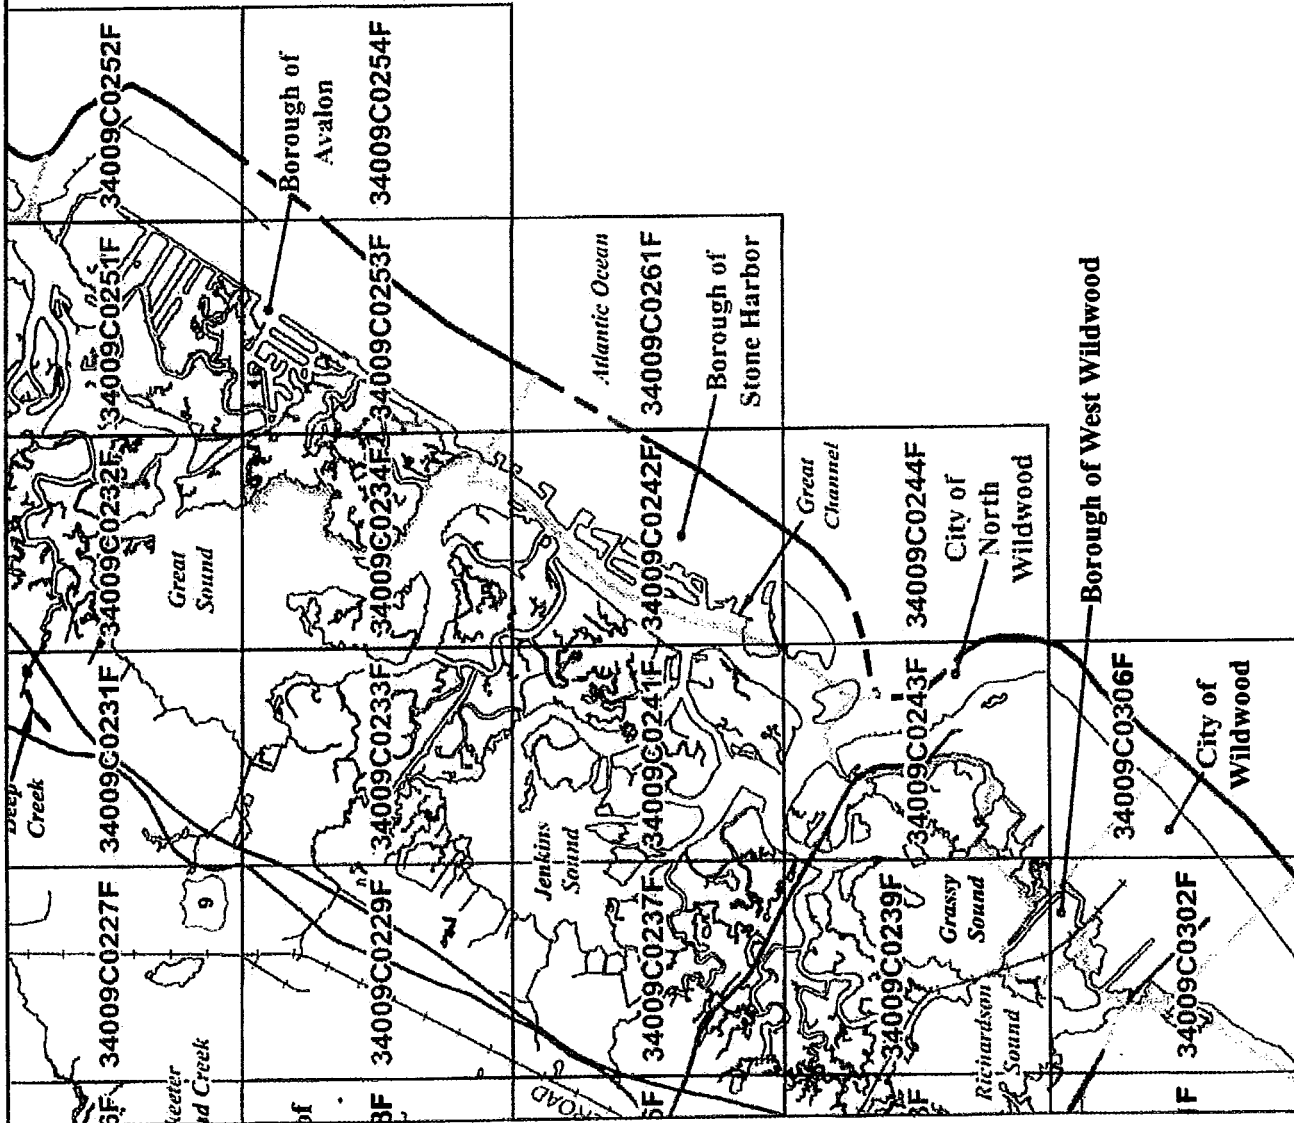 34009C0252F
Borough of
Avalon
34009C0254F
34009C0251F
34009C0253F
Atlantic Ocean
34009C0261F
Borough of
Stone Harbor
34009C0232F
Great
Sound
34009C0234F
34009C0242F
Great
Channel
34009C0244F
City of
North
Wildwood
Borough of West Wildwood
Creek
34009C0231F
34009C0233F
34009C0241F
34009C0243F
34009C0306F
City of
Wildwood
Jenkins
Sound
34009C0227F
9
34009C0229F
34009C0237F
34009C0239F
Grassy
Sound
34009C0302F
Richardson
Sound
ROAD
Creek